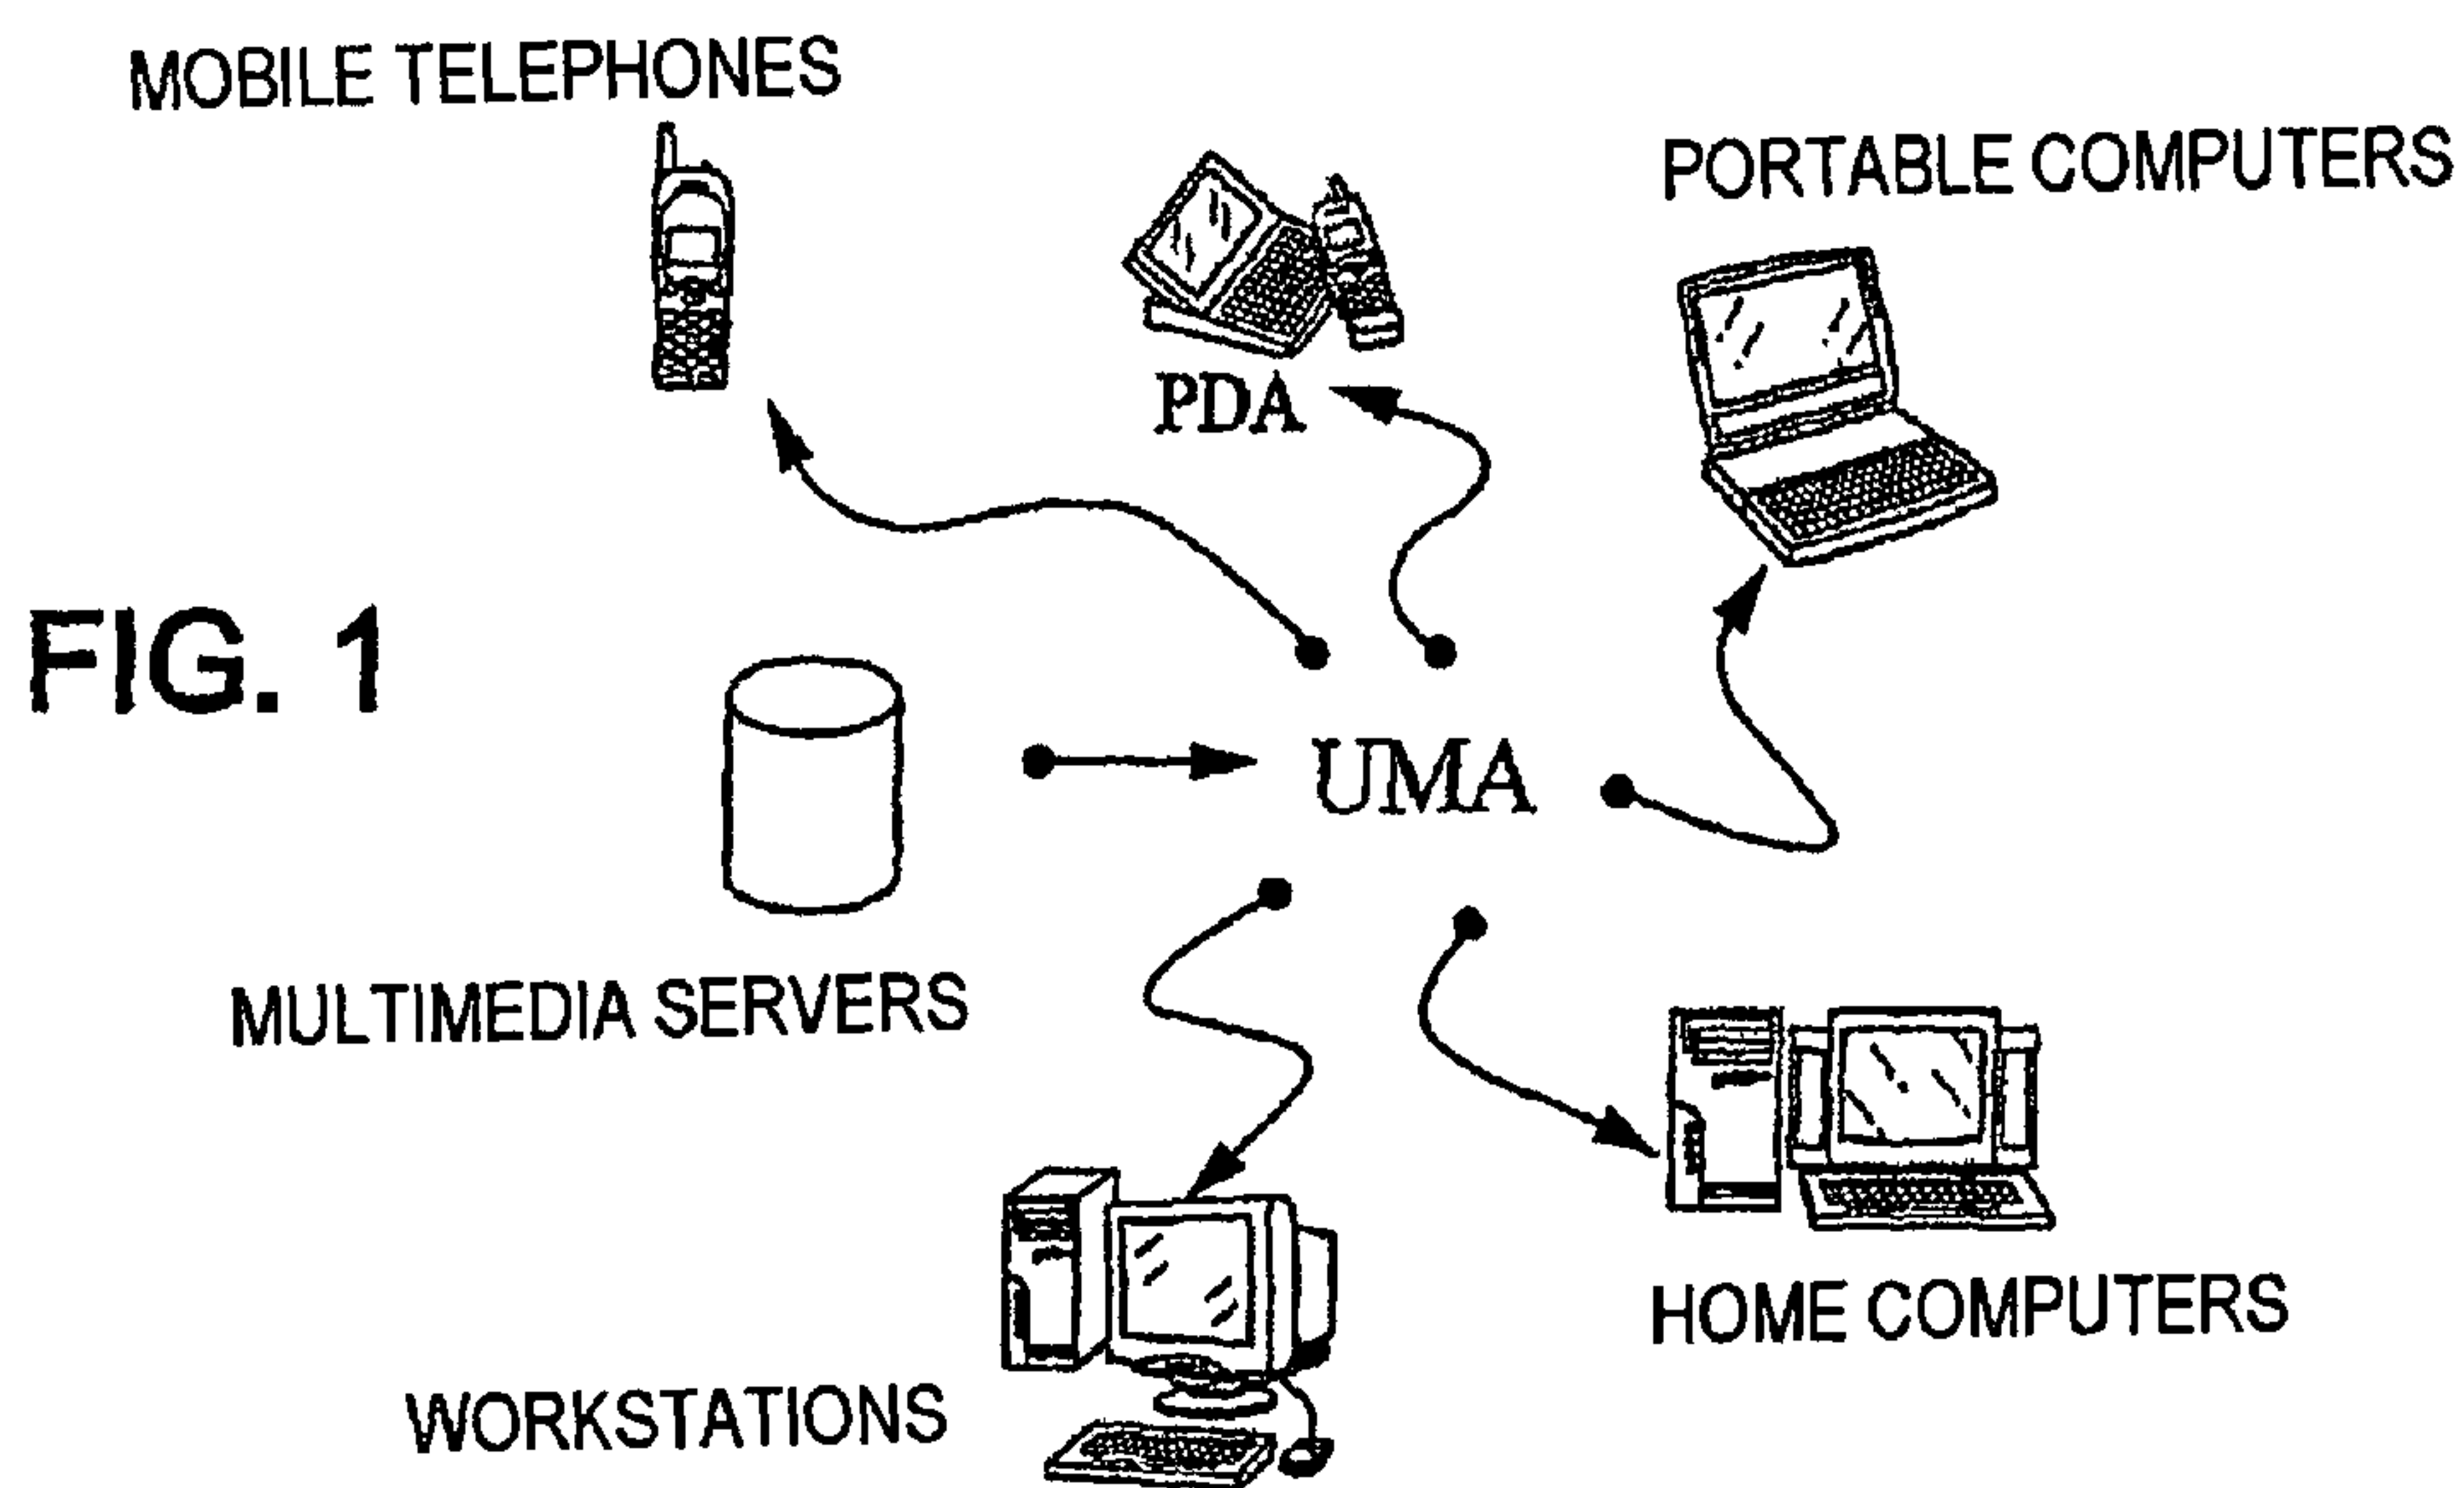 MOBILE TELEPHONES
PORTABLE COMPUTERS
PDA
FIG. 1
UMA
MULTIMEDIA SERVERS
HOME COMPUTERS
WORKSTATIONS